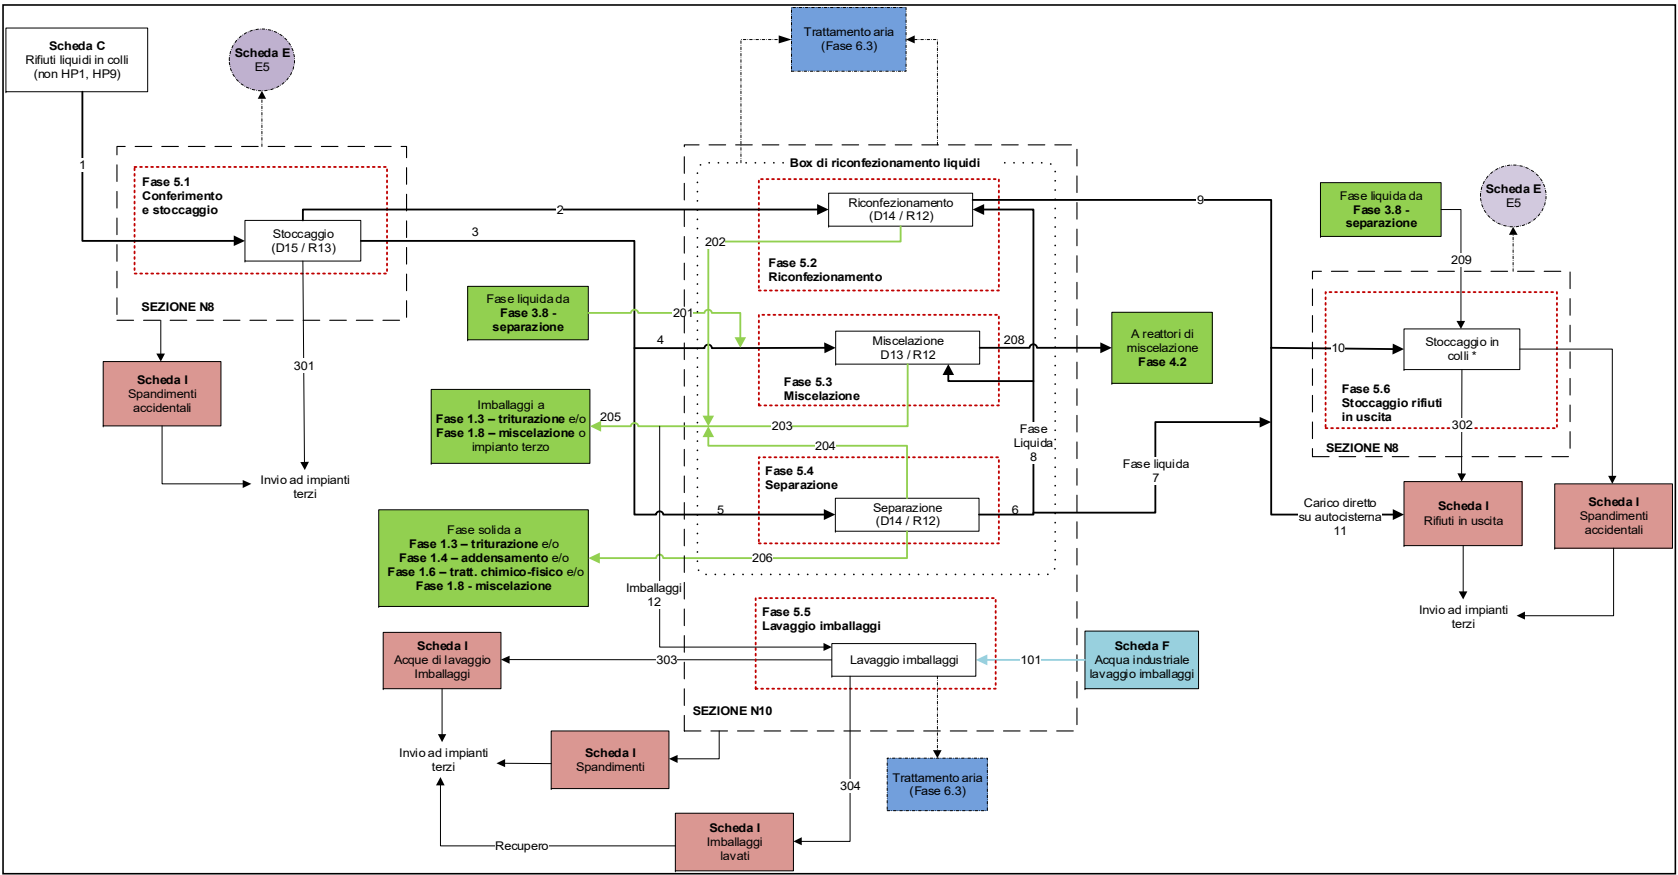 Scheda C
Rifiuti liquidi in colli
(non HP1, HP9)
Scheda E
E5
Trattamento aria
(Fase 6.3)
1
Fase 5.1
Conferimento
e stoccaggio
Stoccaggio
(D15 / R13)
SEZIONE N8
2
3
301
Scheda I
Spandimenti
accidentali
Invio ad impianti
terzi
Box di riconfezionamento liquidi
Riconfezionamento
(D14 / R12)
202
Fase 5.2
Riconfezionamento
9
Fase liquida da
Fase 3.8 -
separazione
201
4
Miscelazione
D13 / R12
208
Fase 5.3
Miscelazione
A reattori di
miscelazione
Fase 4.2
Imballaggi a
Fase 1.3 – triturazione e/o
Fase 1.8 – miscelazione o
impianto terzo
205
203
204
Fase
Liquida
8
Fase 5.4
Separazione
5
Separazione
(D14 / R12)
6
Fase liquida
7
Fase solida a
Fase 1.3 – triturazione e/o
Fase 1.4 – addensamento e/o
Fase 1.6 – tratt. chimico-fisico e/o
Fase 1.8 - miscelazione
206
Imballaggi
12
Fase 5.5
Lavaggio imballaggi
Lavaggio imballaggi
101
Scheda F
Acqua industriale
lavaggio imballaggi
303
Scheda I
Acque di lavaggio
Imballaggi
SEZIONE N10
Invio ad impianti
terzi
Scheda I
Spandimenti
304
Trattamento aria
(Fase 6.3)
Recupero
Scheda I
Imballaggi
lavati
Fase liquida da
Fase 3.8 -
separazione
Scheda E
E5
209
10
Stoccaggio in
colli *
Fase 5.6
Stoccaggio rifiuti
in uscita
302
SEZIONE N8
Carico diretto
su autocisterna
11
Scheda I
Rifiuti in uscita
Scheda I
Spandimenti
accidentali
Invio ad impianti
terzi